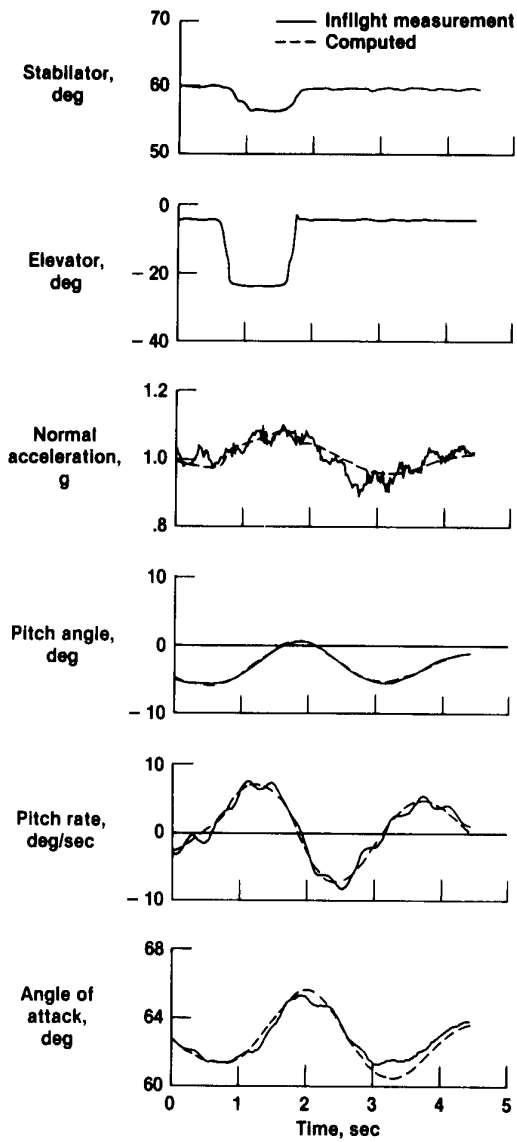 70
Inflight measurement
Computed
Stabilator,
deg
60
50
0
Elevator,
deg
– 20
– 40
1.2
Normal
acceleration,
g
1.0
.8
10
Pitch angle,
deg
0
– 10
10
Pitch rate,
deg/sec
0
– 10
68
Angle of
attack,
deg
64
60
0 1 2 3 4 5
Time, sec